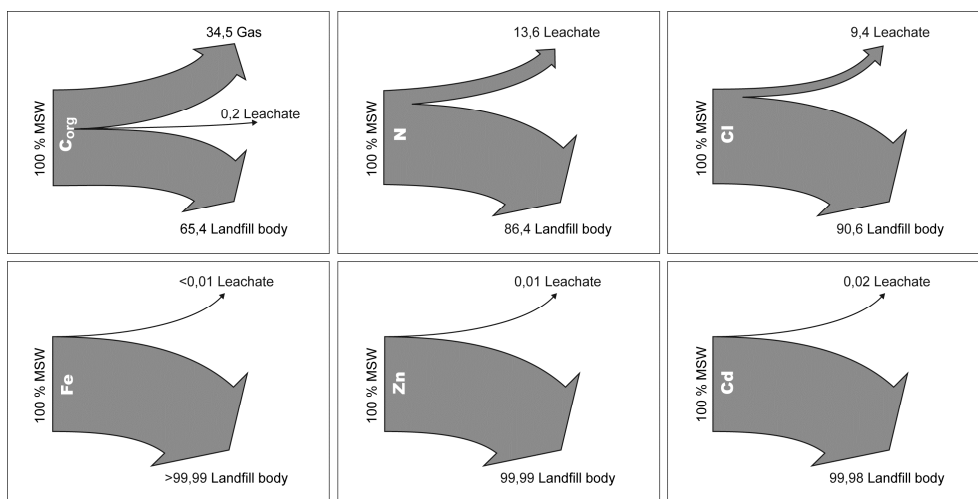 34,5 Gas
0,2 Leachate
100 % MSW
Corg
65,4 Landfill body
13,6 Leachate
100 % MSW
N
86,4 Landfill body
9,4 Leachate
100 % MSW
Cl
90,6 Landfill body
<0,01 Leachate
100 % MSW
Fe
>99,99 Landfill body
0,01 Leachate
100 % MSW
Zn
99,99 Landfill body
0,02 Leachate
100 % MSW
Cd
99,98 Landfill body